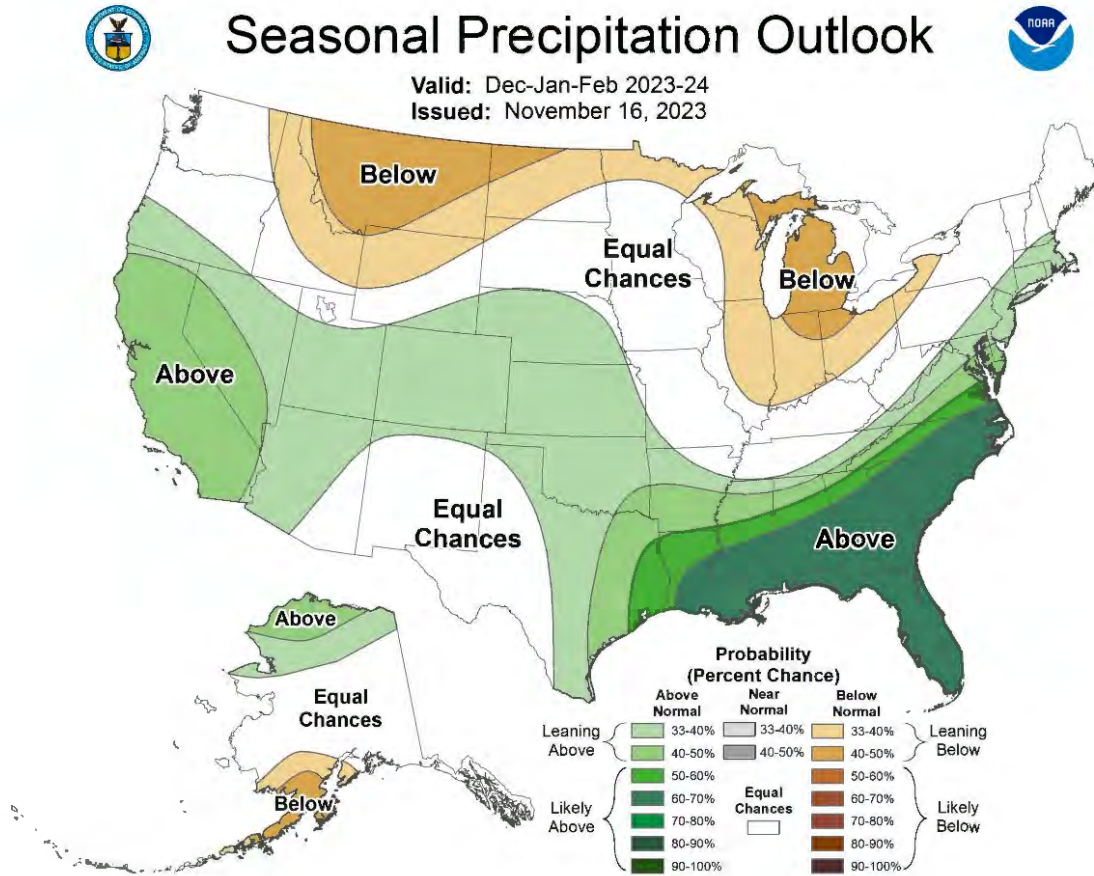 Seasonal Precipitation Outlook
NOAA
Valid: Dec-Jan-Feb 2023-24
Issued: November 16, 2023
Below
Equal
Chances
Below
Above
Equal
Chances
Above
Above
Equal
Chances
Below
Probability
(Percent Chance)
Above
Normal
Near
Normal
Below
Normal
Leaning
Above
33-40%
40-50%
33-40%
40-50%
33-40%
40-50%
Leaning
Below
Likely
Above
50-60%
60-70%
70-80%
80-90%
90-100%
Equal
Chances
50-60%
60-70%
70-80%
80-90%
90-100%
Likely
Below